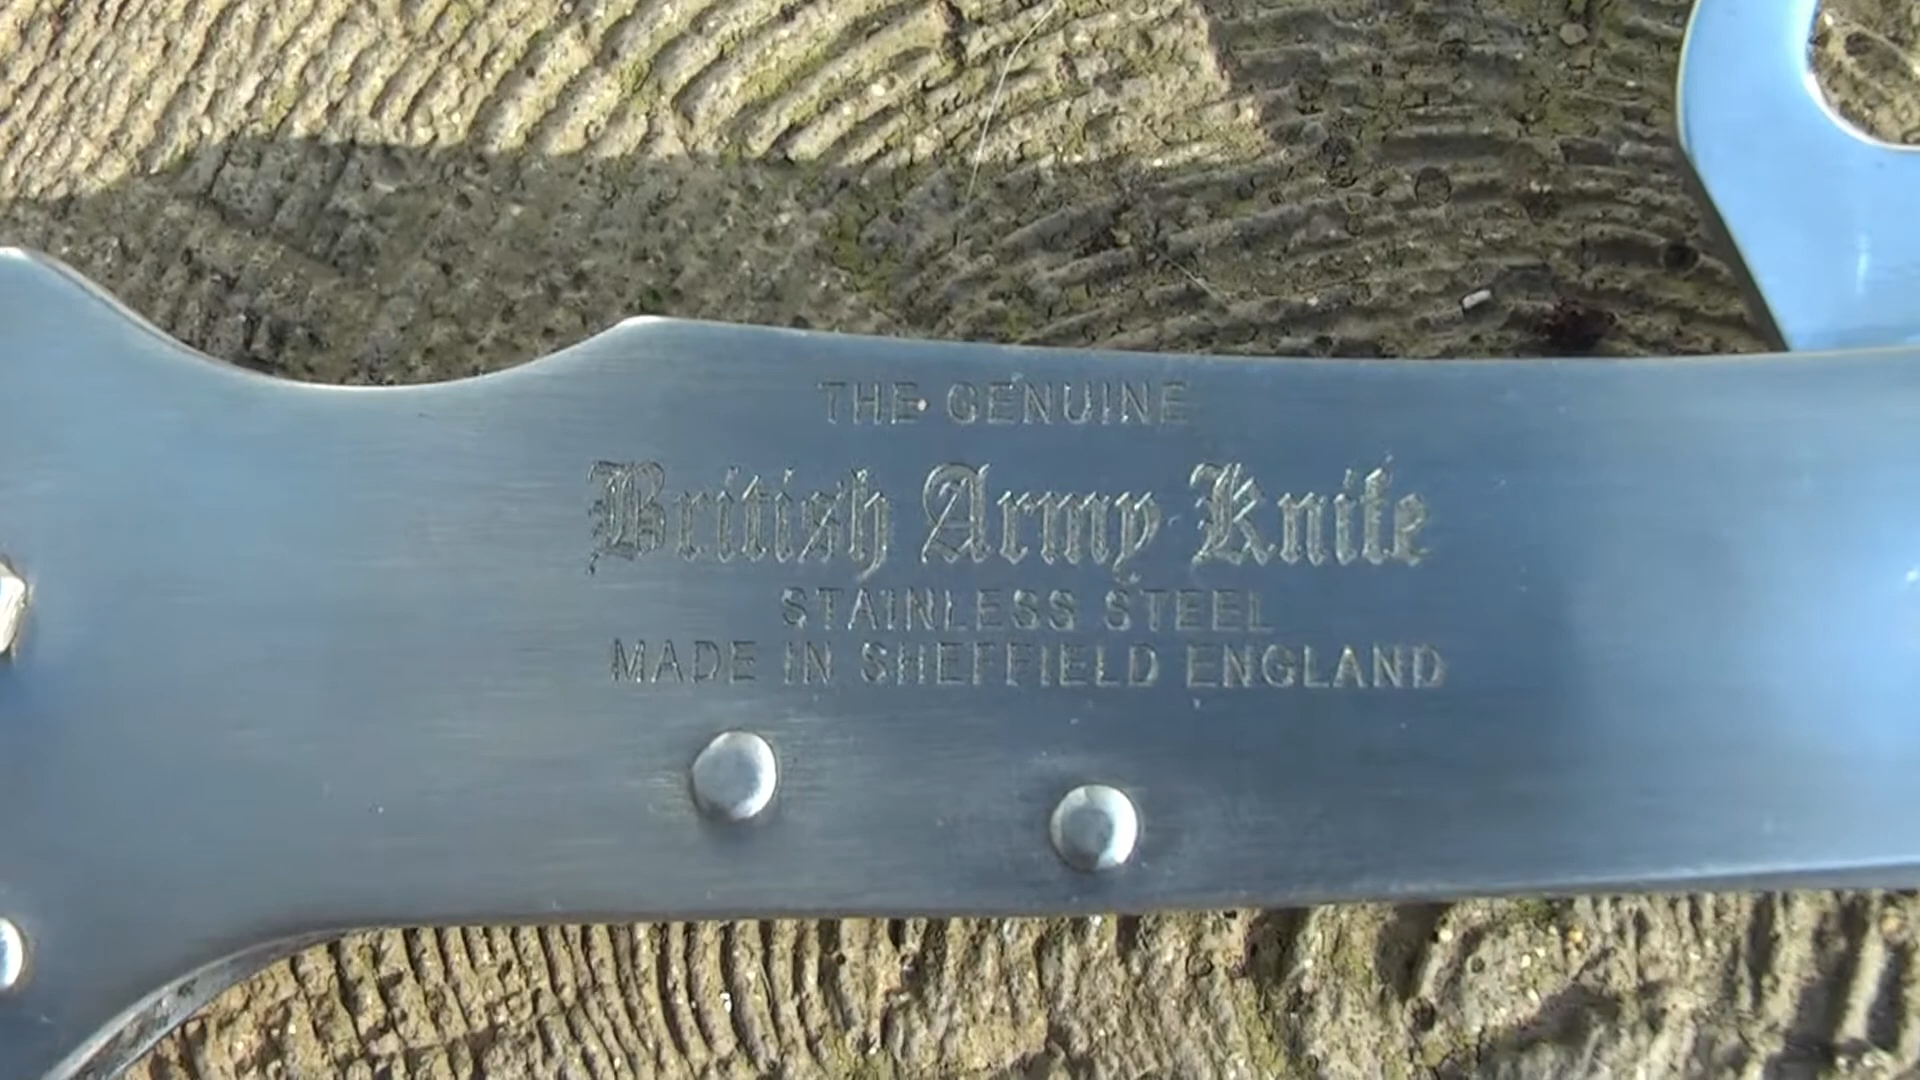 THE GENUINE
British Army Knife
STAINLESS STEEL
MADE IN SHEFFIELD ENGLAND